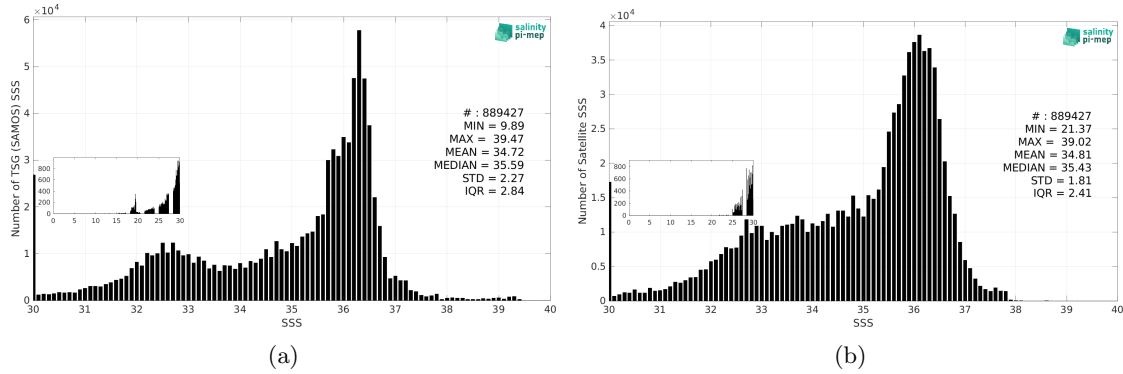 ×10⁴
6
5
4
3
2
1
0
Number of TSG (SAMOS) SSS
salinity
pi-mep
# : 889427
MIN = 9.89
MAX = 39.47
MEAN = 34.72
MEDIAN = 35.59
STD = 2.27
IQR = 2.84
800
600
400
200
0
0 5 10 15 20 25 30
30 31 32 33 34 35 36 37 38 39 40
SSS
(a)
×10⁴
4
3.5
3
2.5
2
1.5
1
0.5
0
Number of Satellite SSS
salinity
pi-mep
# : 889427
MIN = 21.37
MAX = 39.02
MEAN = 34.81
MEDIAN = 35.43
STD = 1.81
IQR = 2.41
800
600
400
200
0
0 5 10 15 20 25 30
30 31 32 33 34 35 36 37 38 39 40
SSS
(b)